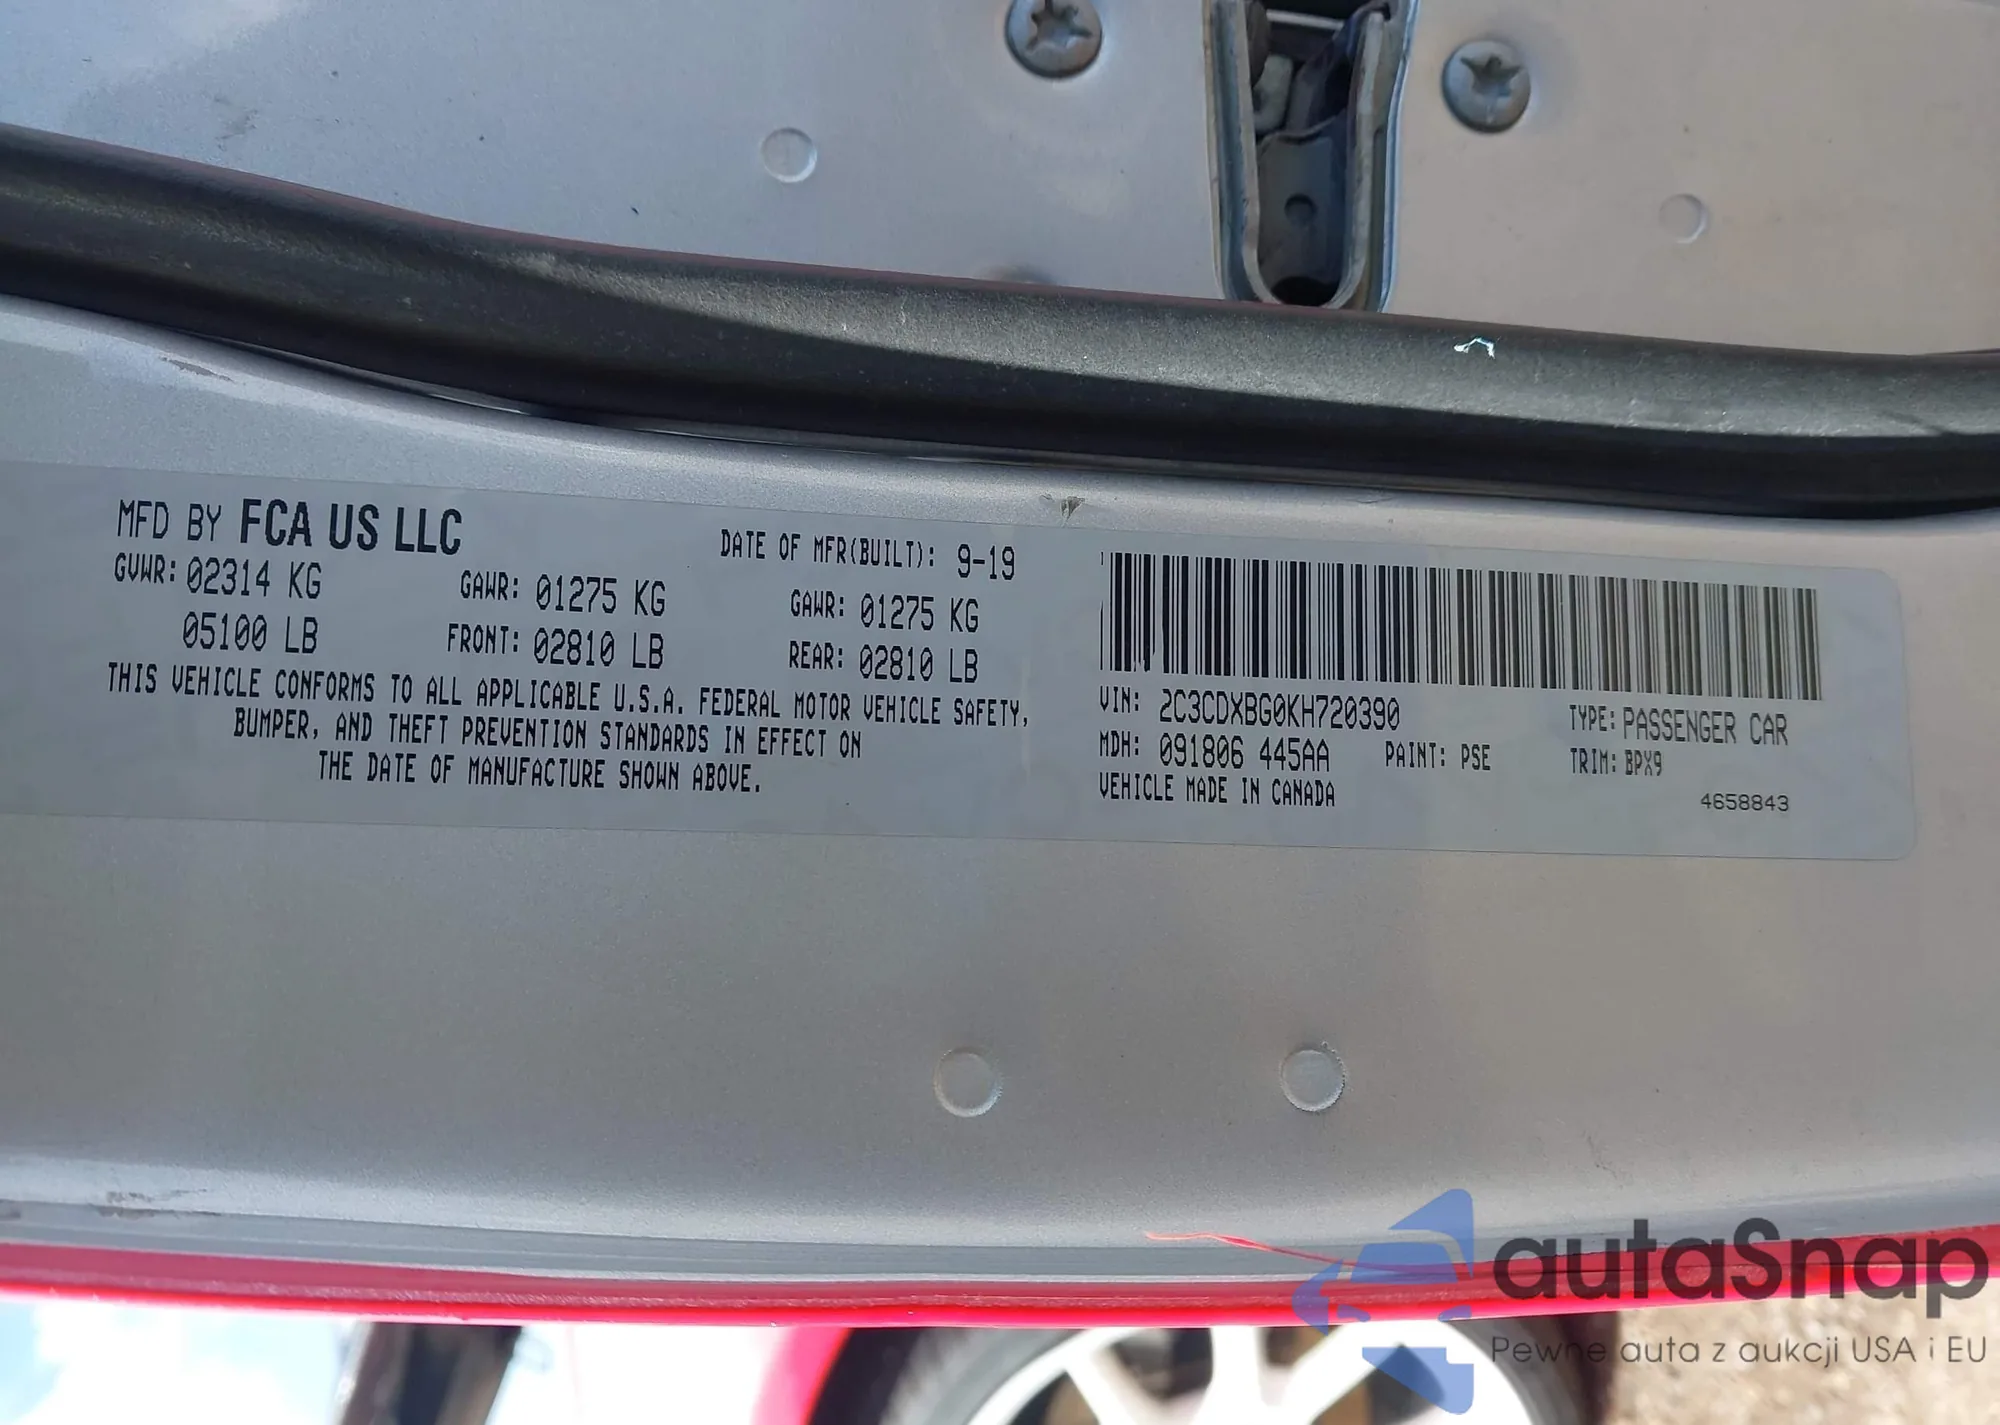 MFD BY FCA US LLC
DATE OF MFR(BUILT): 9-19
GVWR: 02314 KG
05100 LB
GAWR: 01275 KG
FRONT: 02810 LB
GAWR: 01275 KG
REAR: 02810 LB
THIS VEHICLE CONFORMS TO ALL APPLICABLE U.S.A. FEDERAL MOTOR VEHICLE SAFETY,
BUMPER, AND THEFT PREVENTION STANDARDS IN EFFECT ON
THE DATE OF MANUFACTURE SHOWN ABOVE.
VIN: 2C3CDXBG0KH720390
TYPE: PASSENGER CAR
MDH: 091806 445AA
PAINT: PSE
TRIM: BPX9
VEHICLE MADE IN CANADA
4658843
autaSnap
Pewne auta z aukcji USA i EU